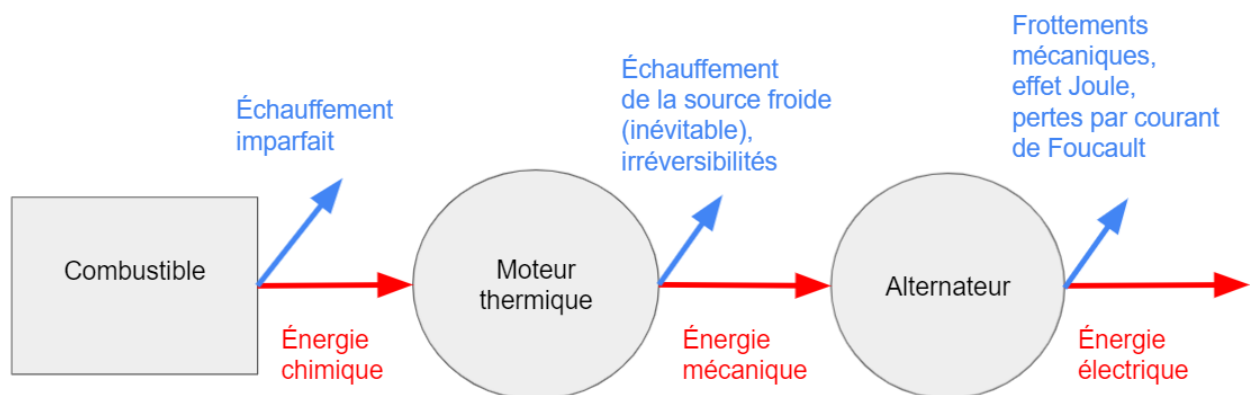 Échauffement
imparfait
Échauffement
de la source froide
(inévitable),
irréversibilités
Frottements
mécaniques,
effet Joule,
pertes par courant
de Foucault
Combustible
Moteur
thermique
Alternateur
Énergie
chimique
Énergie
mécanique
Énergie
électrique